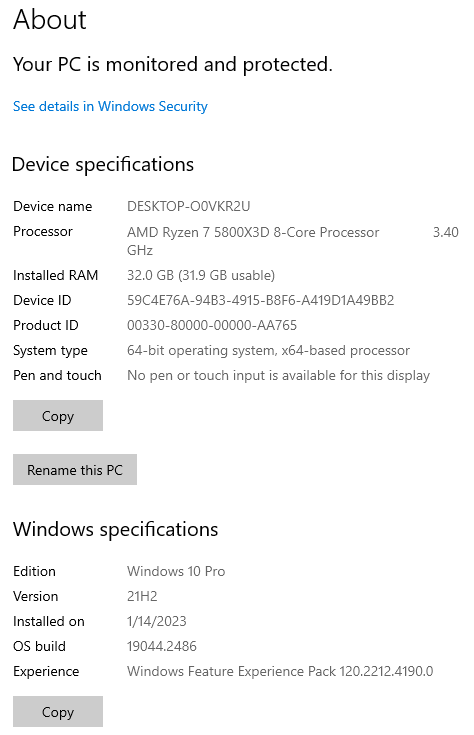 About
Your PC is monitored and protected.
See details in Windows Security
Device specifications
Device name DESKTOP-O0VKR2U
Processor AMD Ryzen 7 5800X3D 8-Core Processor 3.40
GHz
Installed RAM 32.0 GB (31.9 GB usable)
Device ID 59C4E76A-94B3-4915-B8F6-A419D1A49BB2
Product ID 00330-80000-00000-AA765
System type 64-bit operating system, x64-based processor
Pen and touch No pen or touch input is available for this display
Copy
Rename this PC
Windows specifications
Edition Windows 10 Pro
Version 21H2
Installed on 1/14/2023
OS build 19044.2486
Experience Windows Feature Experience Pack 120.2212.4190.0
Copy